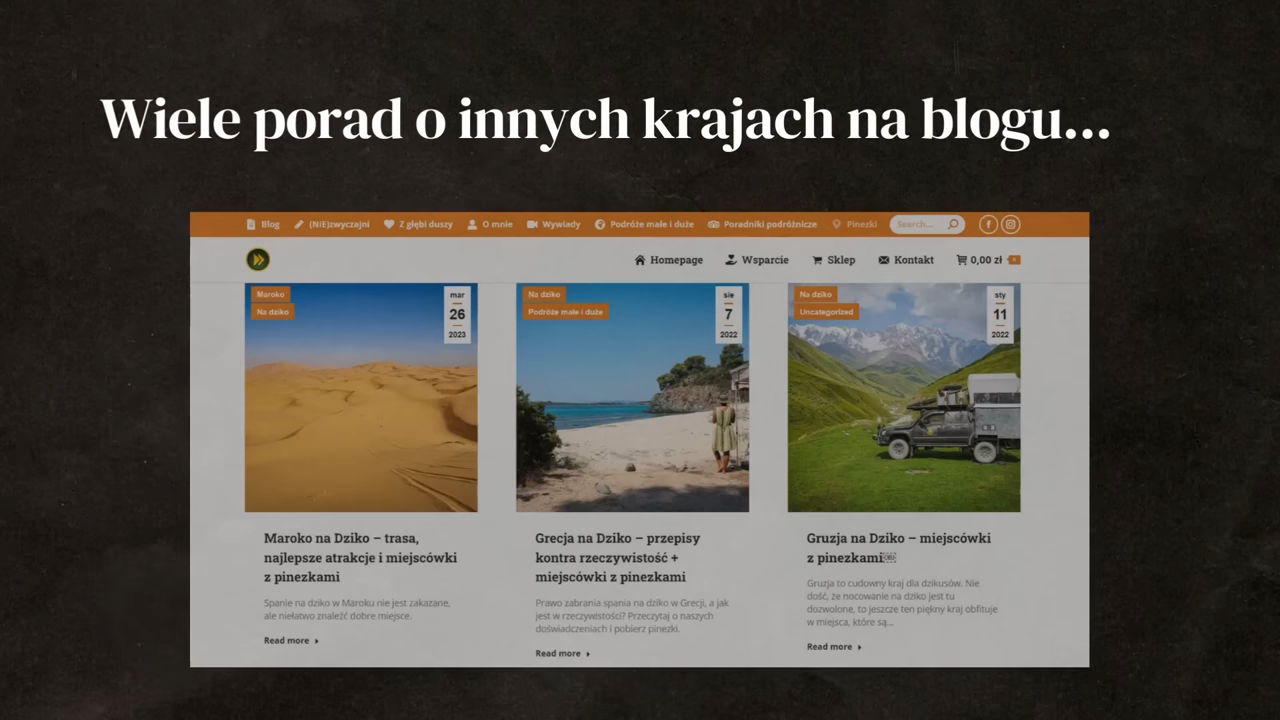 Wiele porad o innych krajach na blogu...
Blog (NIE)zwyczajni Z głębi duszy O mnie Wywiady Podróże małe i duże Poradniki podróżnicze Pinezki Search...
Homepage Wsparcie Sklep Kontakt 0,00 zł 0
Maroko
Na dziko
mar
26
2023
Maroko na Dziko – trasa,
najlepsze atrakcje i miejscówki
z pinezkami
Spanie na dziko w Maroku nie jest zakazane,
ale niełatwo znaleźć dobre miejsce.
Read more
Na dziko
Podróże małe i duże
sie
7
2022
Grecja na Dziko – przepisy
kontra rzeczywistość +
miejscówki z pinezkami
Prawo zabrania spania na dziko w Grecji, a jak
jest w rzeczywistości? Przeczytaj o naszych
doświadczeniach i pobierz pinezki.
Read more
Na dziko
Uncategorized
sty
11
2022
Gruzja na Dziko – miejscówki
z pinezkami￼
Gruzja to cudowny kraj dla dzikusów. Nie
dość, że nocowanie na dziko jest tu
dozwolone, to jeszcze ten piękny kraj obfituje
w miejsca, które są...
Read more